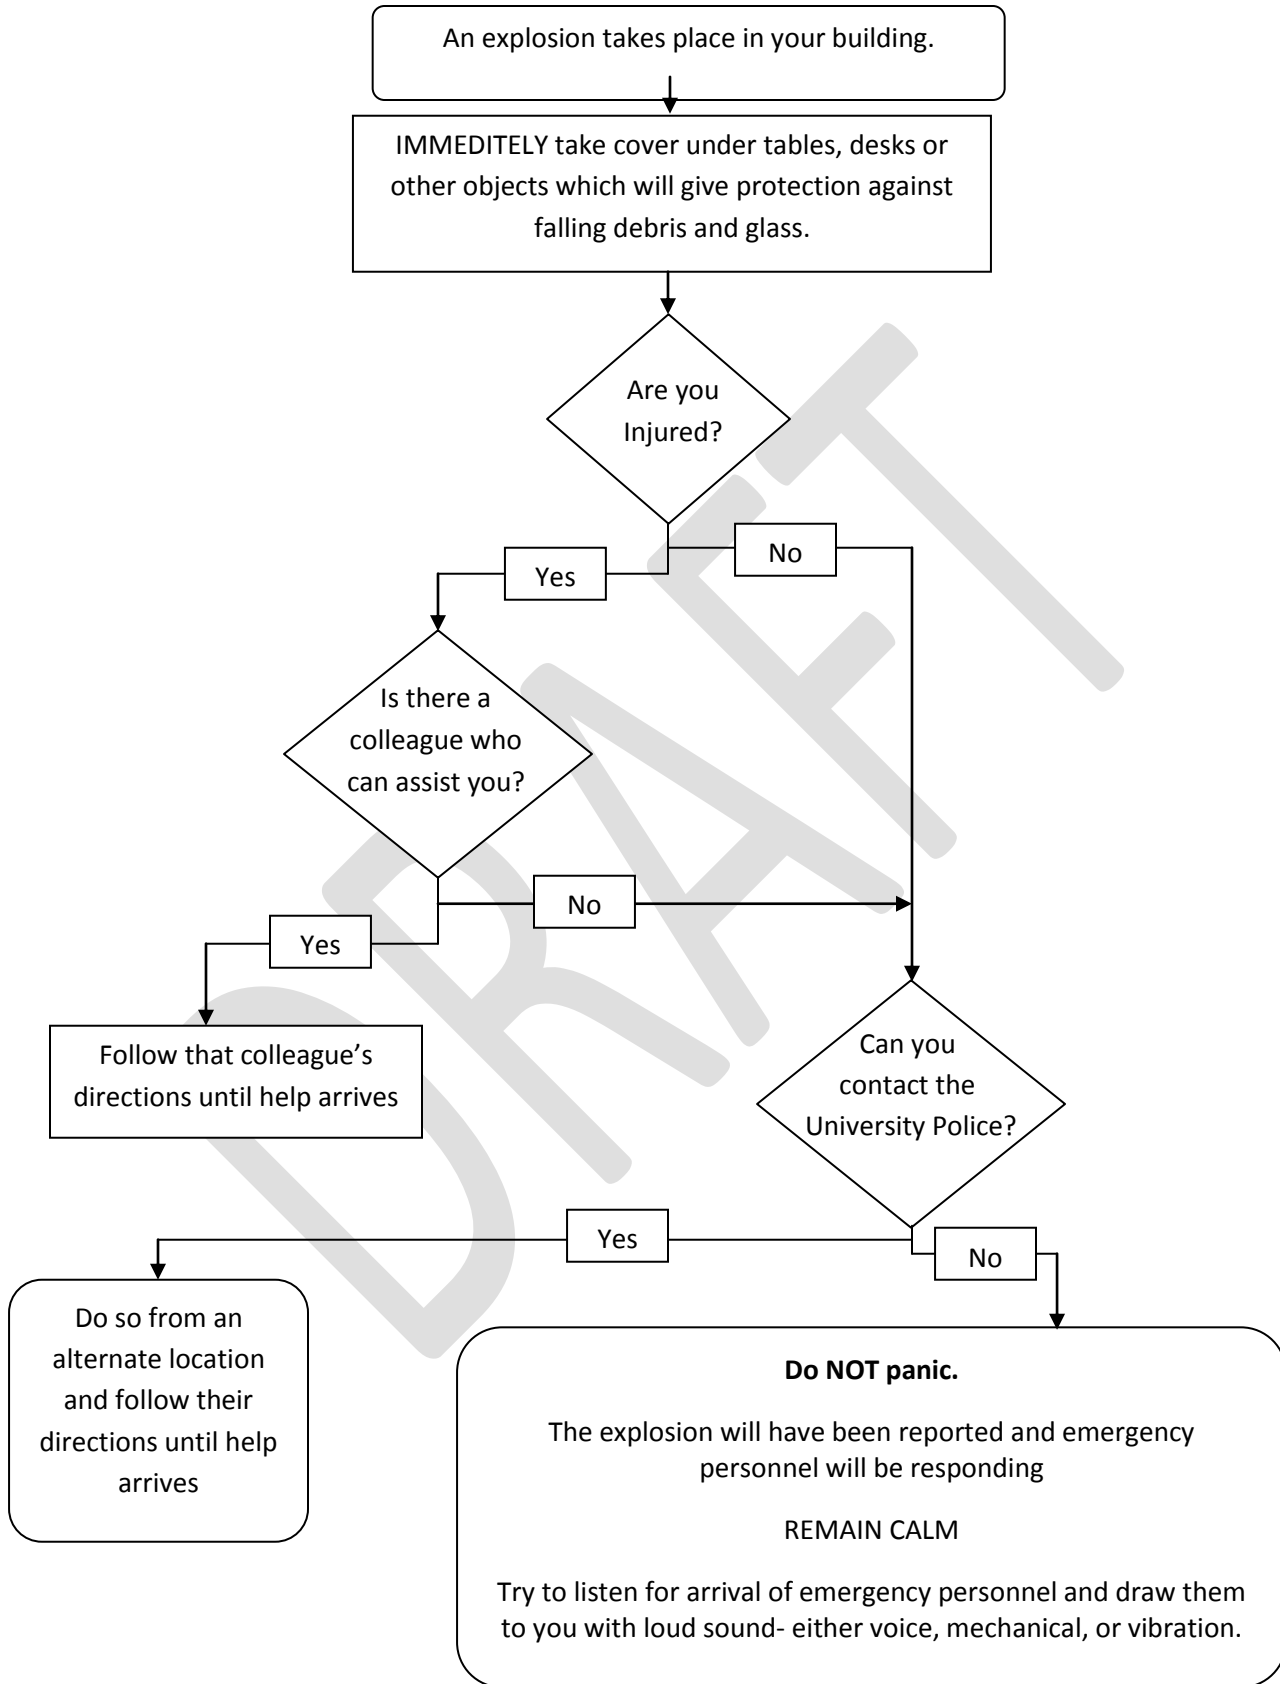 An explosion takes place in your building.
IMMEDITELY take cover under tables, desks or
other objects which will give protection against
falling debris and glass.
Are you
Injured?
No
Yes
Is there a
colleague who
can assist you?
No
Yes
Follow that colleague’s
directions until help arrives
Can you
contact the
University Police?
Yes
No
Do so from an
alternate location
and follow their
directions until help
arrives
Do NOT panic.
The explosion will have been reported and emergency
personnel will be responding
REMAIN CALM
Try to listen for arrival of emergency personnel and draw them
to you with loud sound- either voice, mechanical, or vibration.
DRAFT